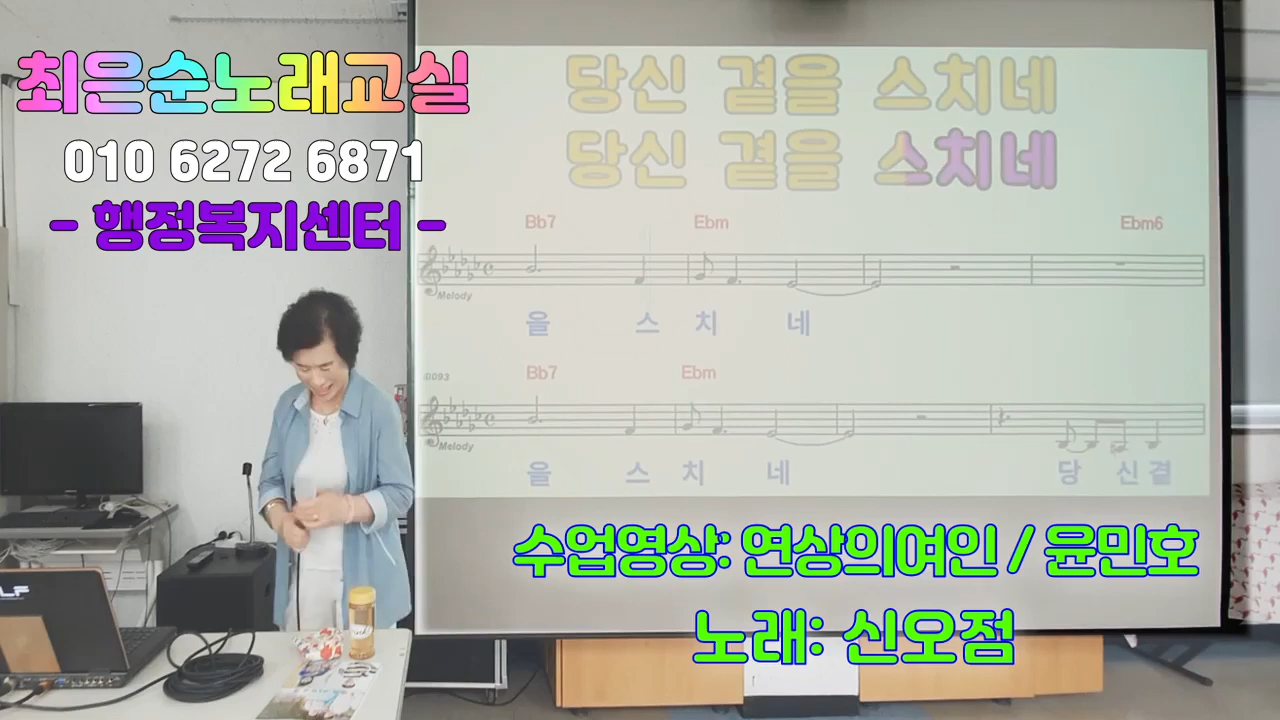 최은순노래교실
010 6272 6871
- 행정복지센터 -
당신 곁을 스치네
당신 곁을 스치네
Bb7 Ebm Ebm6
Melody
을 스 치 네
m093 Bb7 Ebm
Melody
을 스 치 네 당 신 곁
수업영상: 연상의여인 / 윤민호
노래: 신오점